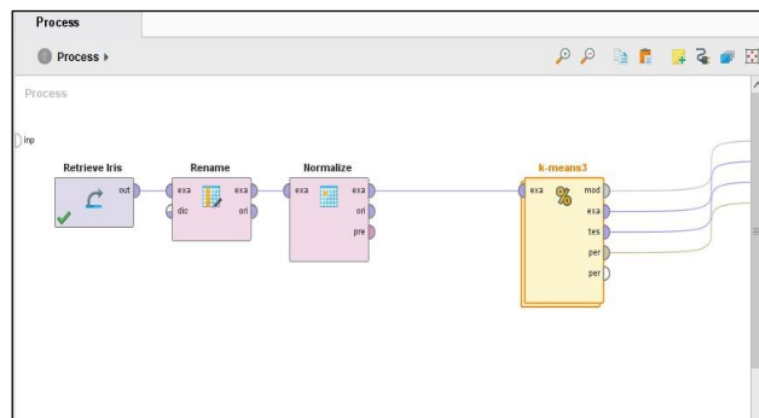 Process
Process
Process
inp
Retrieve Iris
out
Rename
exa exa
dic ori
Normalize
exa exa
ori
pre
k-means3
exa mod
exa
tes
per
per